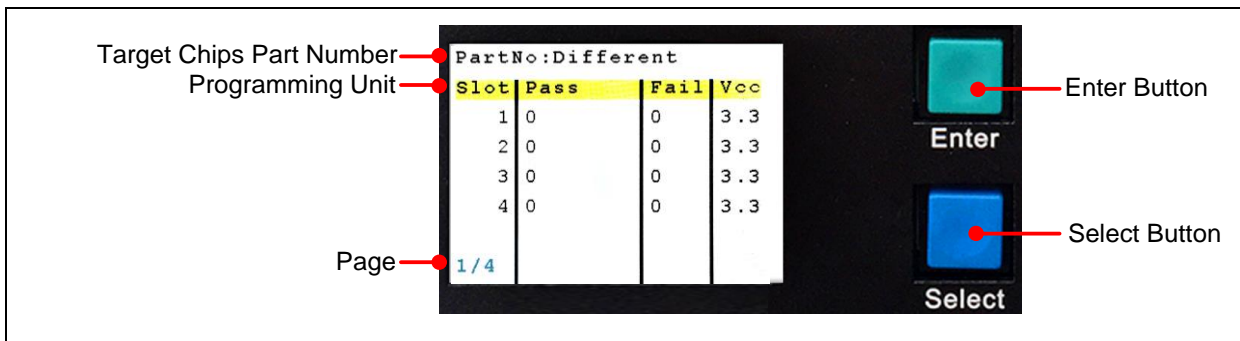 Target Chips Part Number
PartNo:Different
Programming Unit
Slot Pass Fail Vcc
1 0 0 3.3
2 0 0 3.3
3 0 0 3.3
4 0 0 3.3
Page
1/4
Enter Button
Enter
Select Button
Select